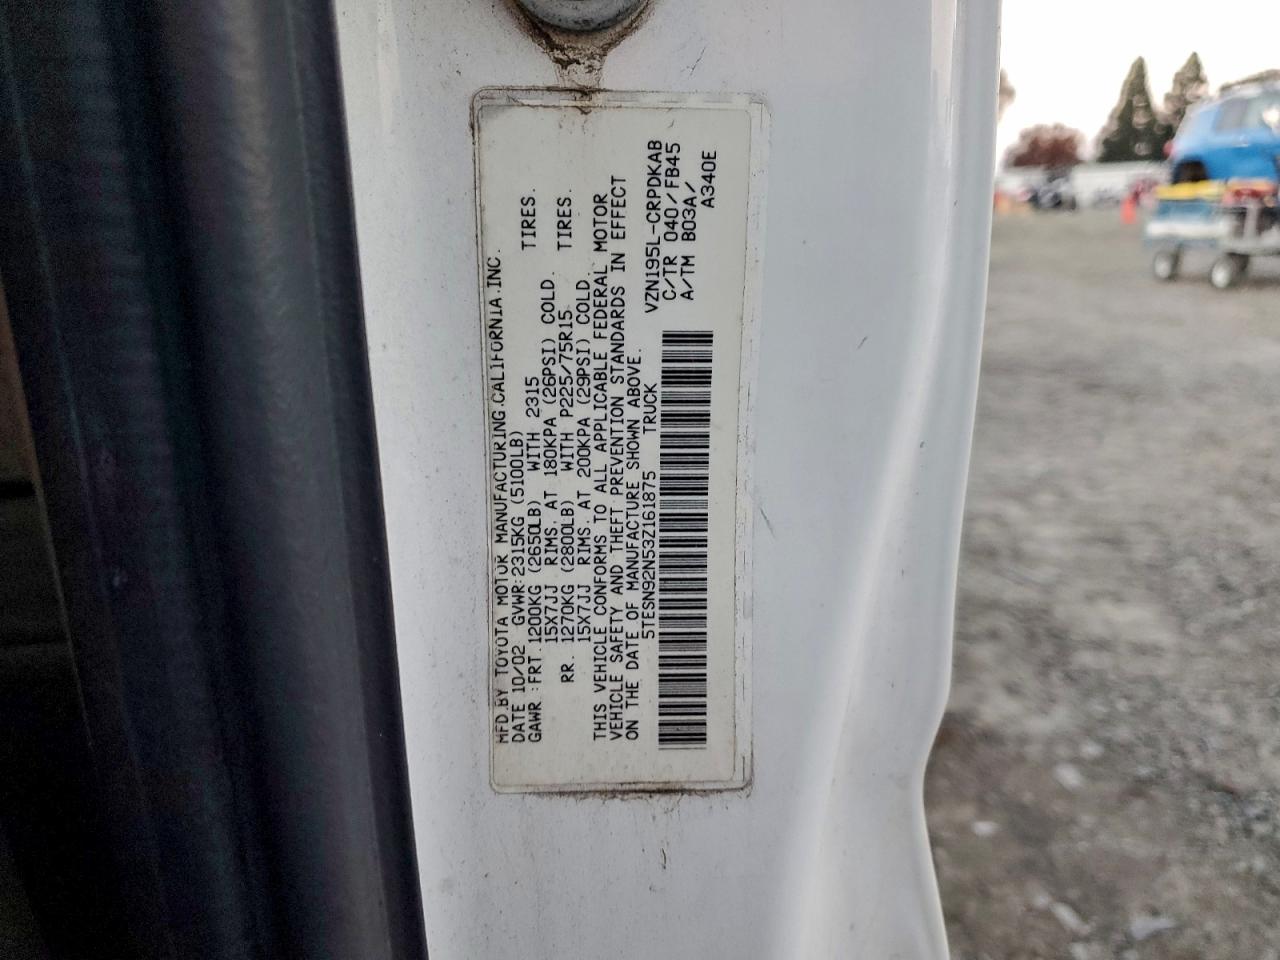 MFD.BY TOYOTA MOTOR MANUFACTURING.CALIFORNIA.INC.
DATE 10/02 GVWR:2315KG (5100LB)
GAWR :FRT.1200KG (2650LB) WITH 2315 TIRES.
15X7JJ RIMS. AT 180KPA (26PSI) COLD.
RR. 1270KG (2800LB) WITH P225/75R15. TIRES.
15X7JJ RIMS. AT 200KPA (29PSI) COLD.
THIS VEHICLE CONFORMS TO ALL APPLICABLE FEDERAL MOTOR
VEHICLE SAFETY AND THEFT PREVENTION STANDARDS IN EFFECT
ON THE DATE OF MANUFACTURE SHOWN ABOVE.
5TESN92N53Z161875 TRUCK VZN195L-CRPDKAB
C/TR 040/FB45
A/TM B03A/
A340E